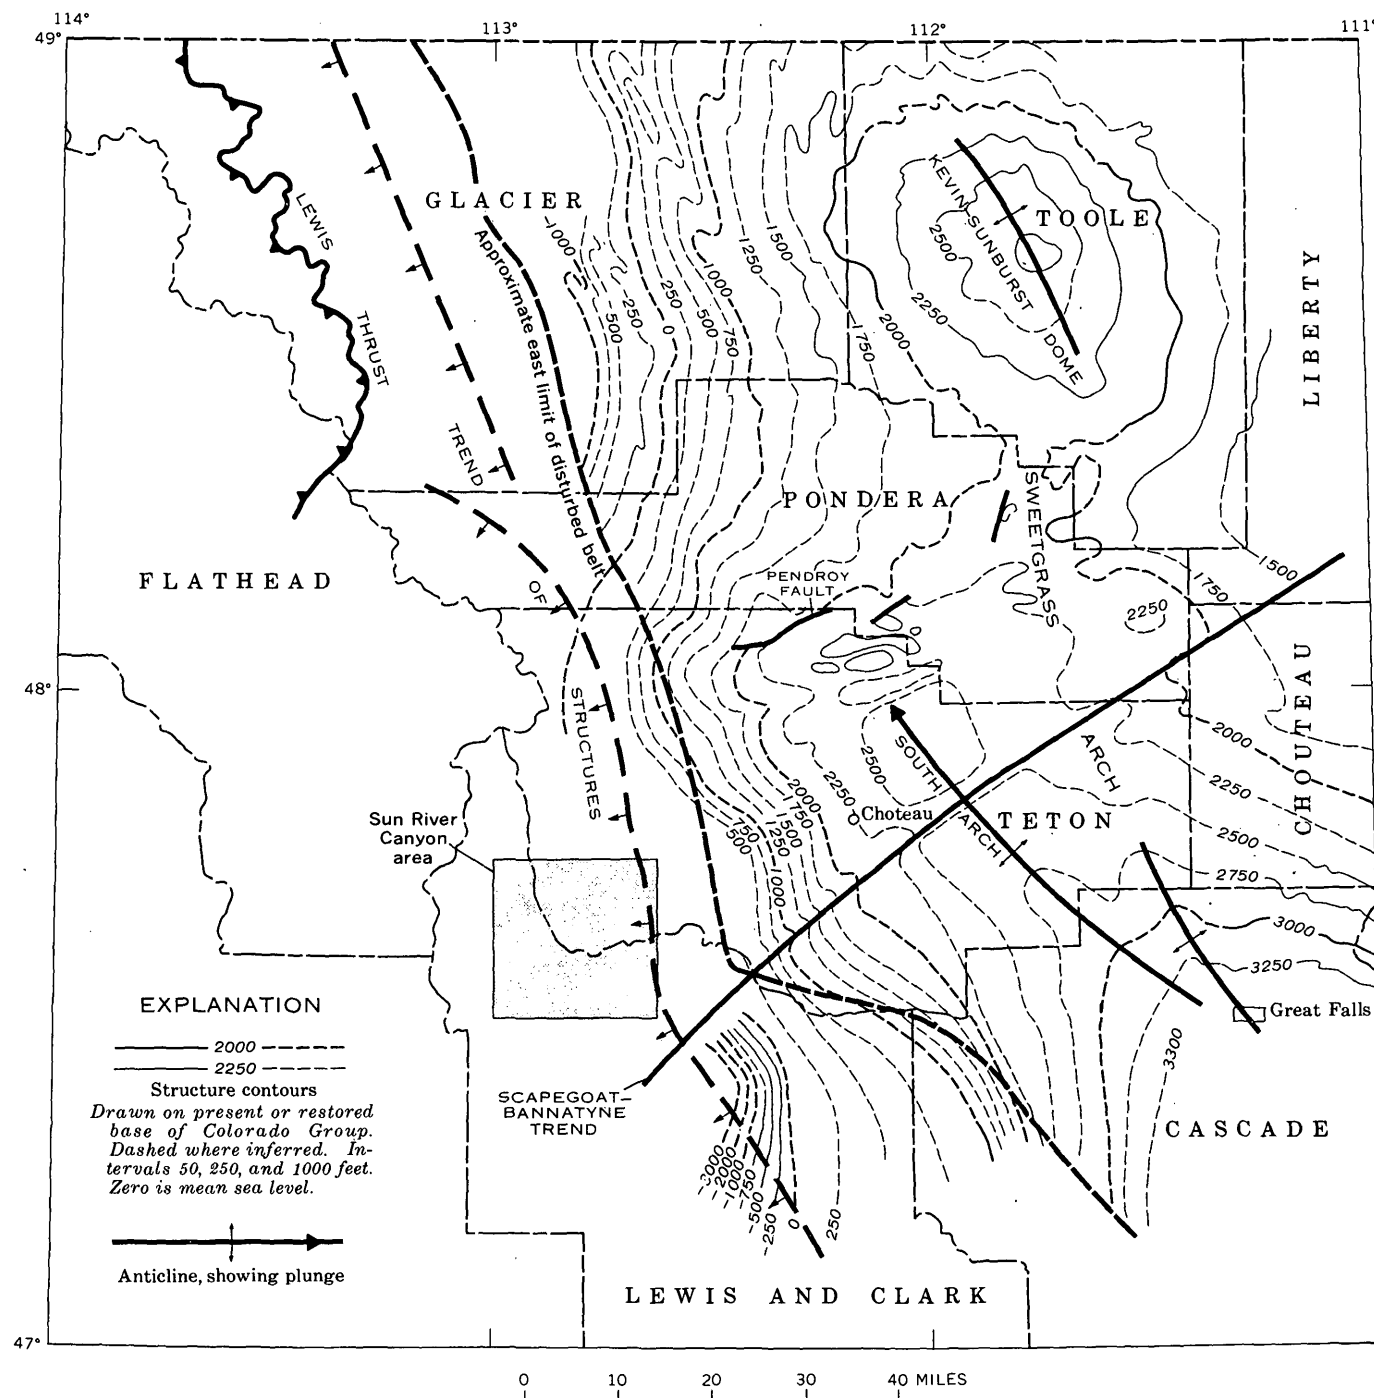 114°
113°
112°
111°
49°
GLACIER
LEWIS
THRUST
Approximate east limit of disturbed belt
-1000
500
250
0
250
500
750
1000
1250
1500
1750
2000
KEVIN-SUNBURST
DOME
TOOLE
2500
2250
LIBERTY
TREND
OF
STRUCTURES
PONDERA
SWEETGRASS
ARCH
FLATHEAD
PENDROY
FAULT
1500
1750
2250
48°
CHOUTEAU
2000
2250
2500
2750
3000
3250
3300
SOUTH
ARCH
2500
2250
2000
750
1500
1250
1000
750
500
Choteau
TETON
Sun River
Canyon
area
Great Falls
SCAPEGOAT–
BANNATYNE
TREND
CASCADE
-3000
-2000
-1000
-750
-500
-250
0
250
EXPLANATION
2000
2250
Structure contours
Drawn on present or restored
base of Colorado Group.
Dashed where inferred. In-
tervals 50, 250, and 1000 feet.
Zero is mean sea level.
Anticline, showing plunge
LEWIS AND CLARK
47°
0 10 20 30 40 MILES